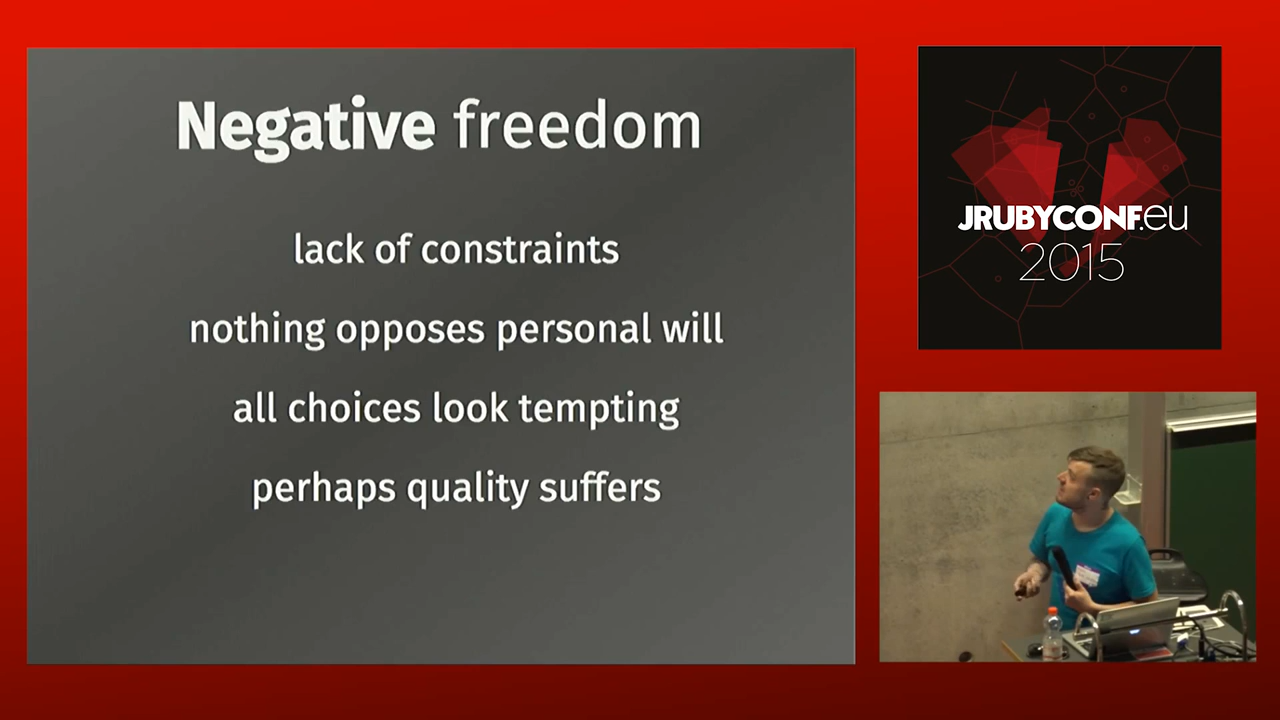 Negative freedom
lack of constraints
nothing opposes personal will
all choices look tempting
perhaps quality suffers
JRUBYCONF.eu
2015